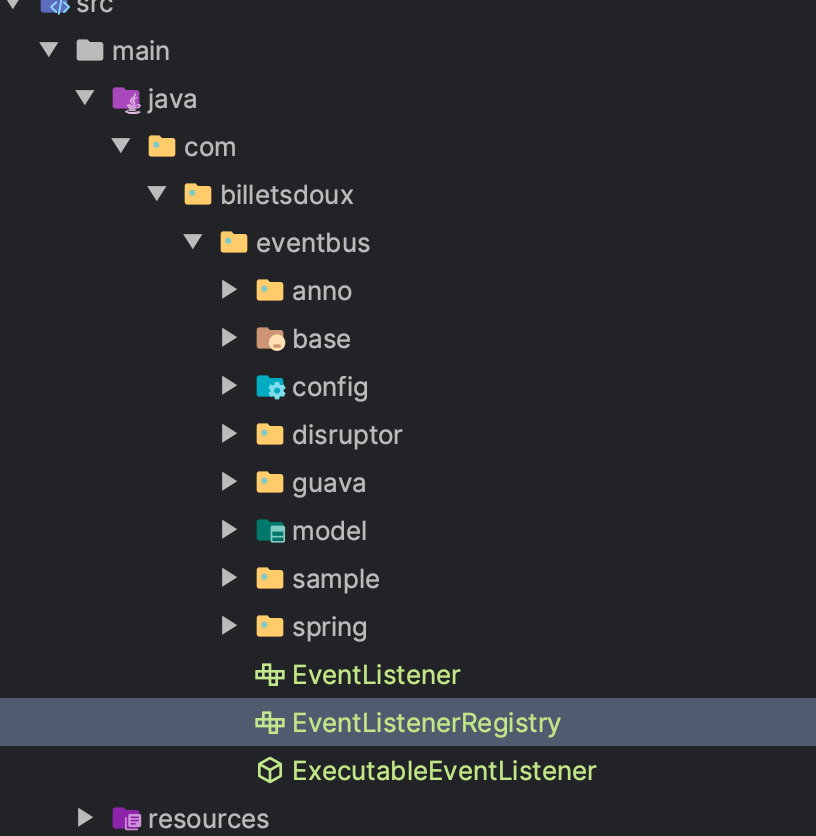 src
main
java
com
billetsdoux
eventbus
anno
base
config
disruptor
guava
model
sample
spring
EventListener
EventListenerRegistry
ExecutableEventListener
resources